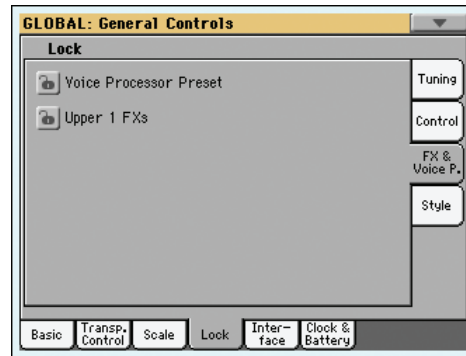 GLOBAL: General Controls
Lock
Voice Processor Preset
Upper 1 FXs
Tuning
Control
FX &
Voice P.
Style
Basic
Transp.
Control
Scale
Lock
Inter-
face
Clock &
Battery